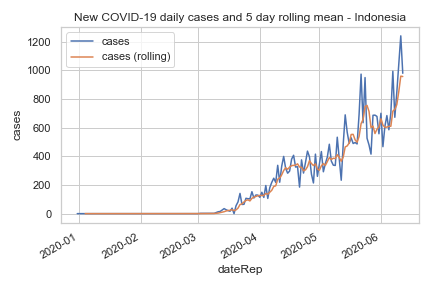 New COVID-19 daily cases and 5 day rolling mean - Indonesia
cases
cases (rolling)
1200
1000
800
600
400
200
0
cases
2020-01
2020-02
2020-03
2020-04
2020-05
2020-06
dateRep